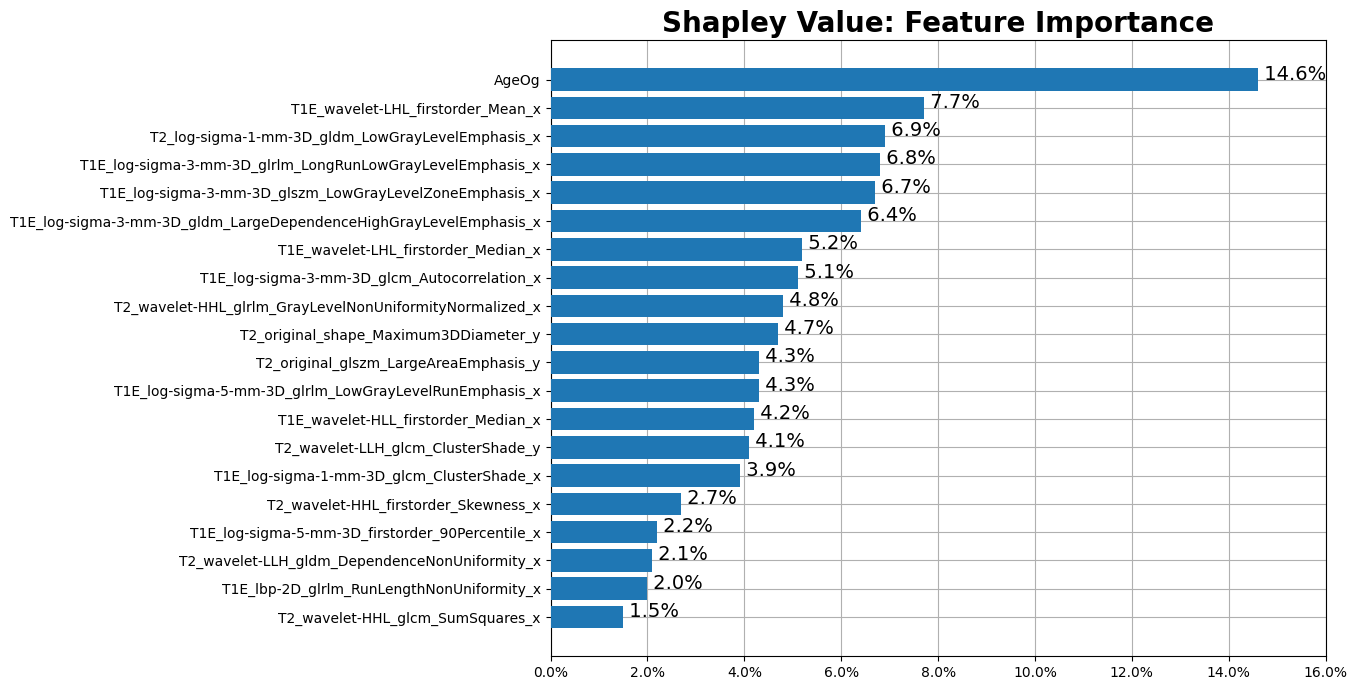 Shapley Value: Feature Importance
AgeOg 14.6%
T1E_wavelet-LHL_firstorder_Mean_x 7.7%
T2_log-sigma-1-mm-3D_gldm_LowGrayLevelEmphasis_x 6.9%
T1E_log-sigma-3-mm-3D_glrlm_LongRunLowGrayLevelEmphasis_x 6.8%
T1E_log-sigma-3-mm-3D_glszm_LowGrayLevelZoneEmphasis_x 6.7%
T1E_log-sigma-3-mm-3D_gldm_LargeDependenceHighGrayLevelEmphasis_x 6.4%
T1E_wavelet-LHL_firstorder_Median_x 5.2%
T1E_log-sigma-3-mm-3D_glcm_Autocorrelation_x 5.1%
T2_wavelet-HHL_glrlm_GrayLevelNonUniformityNormalized_x 4.8%
T2_original_shape_Maximum3DDiameter_y 4.7%
T2_original_glszm_LargeAreaEmphasis_y 4.3%
T1E_log-sigma-5-mm-3D_glrlm_LowGrayLevelRunEmphasis_x 4.3%
T1E_wavelet-HLL_firstorder_Median_x 4.2%
T2_wavelet-LLH_glcm_ClusterShade_y 4.1%
T1E_log-sigma-1-mm-3D_glcm_ClusterShade_x 3.9%
T2_wavelet-HHL_firstorder_Skewness_x 2.7%
T1E_log-sigma-5-mm-3D_firstorder_90Percentile_x 2.2%
T2_wavelet-LLH_gldm_DependenceNonUniformity_x 2.1%
T1E_lbp-2D_glrlm_RunLengthNonUniformity_x 2.0%
T2_wavelet-HHL_glcm_SumSquares_x 1.5%
0.0% 2.0% 4.0% 6.0% 8.0% 10.0% 12.0% 14.0% 16.0%